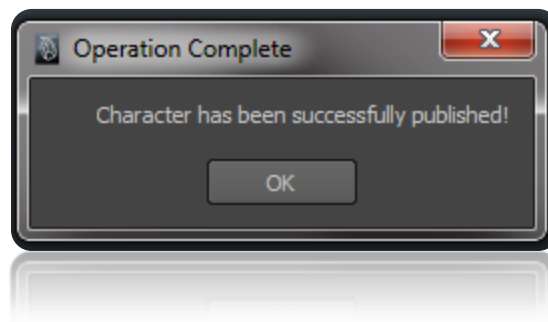 Operation Complete
Character has been successfully published!
OK